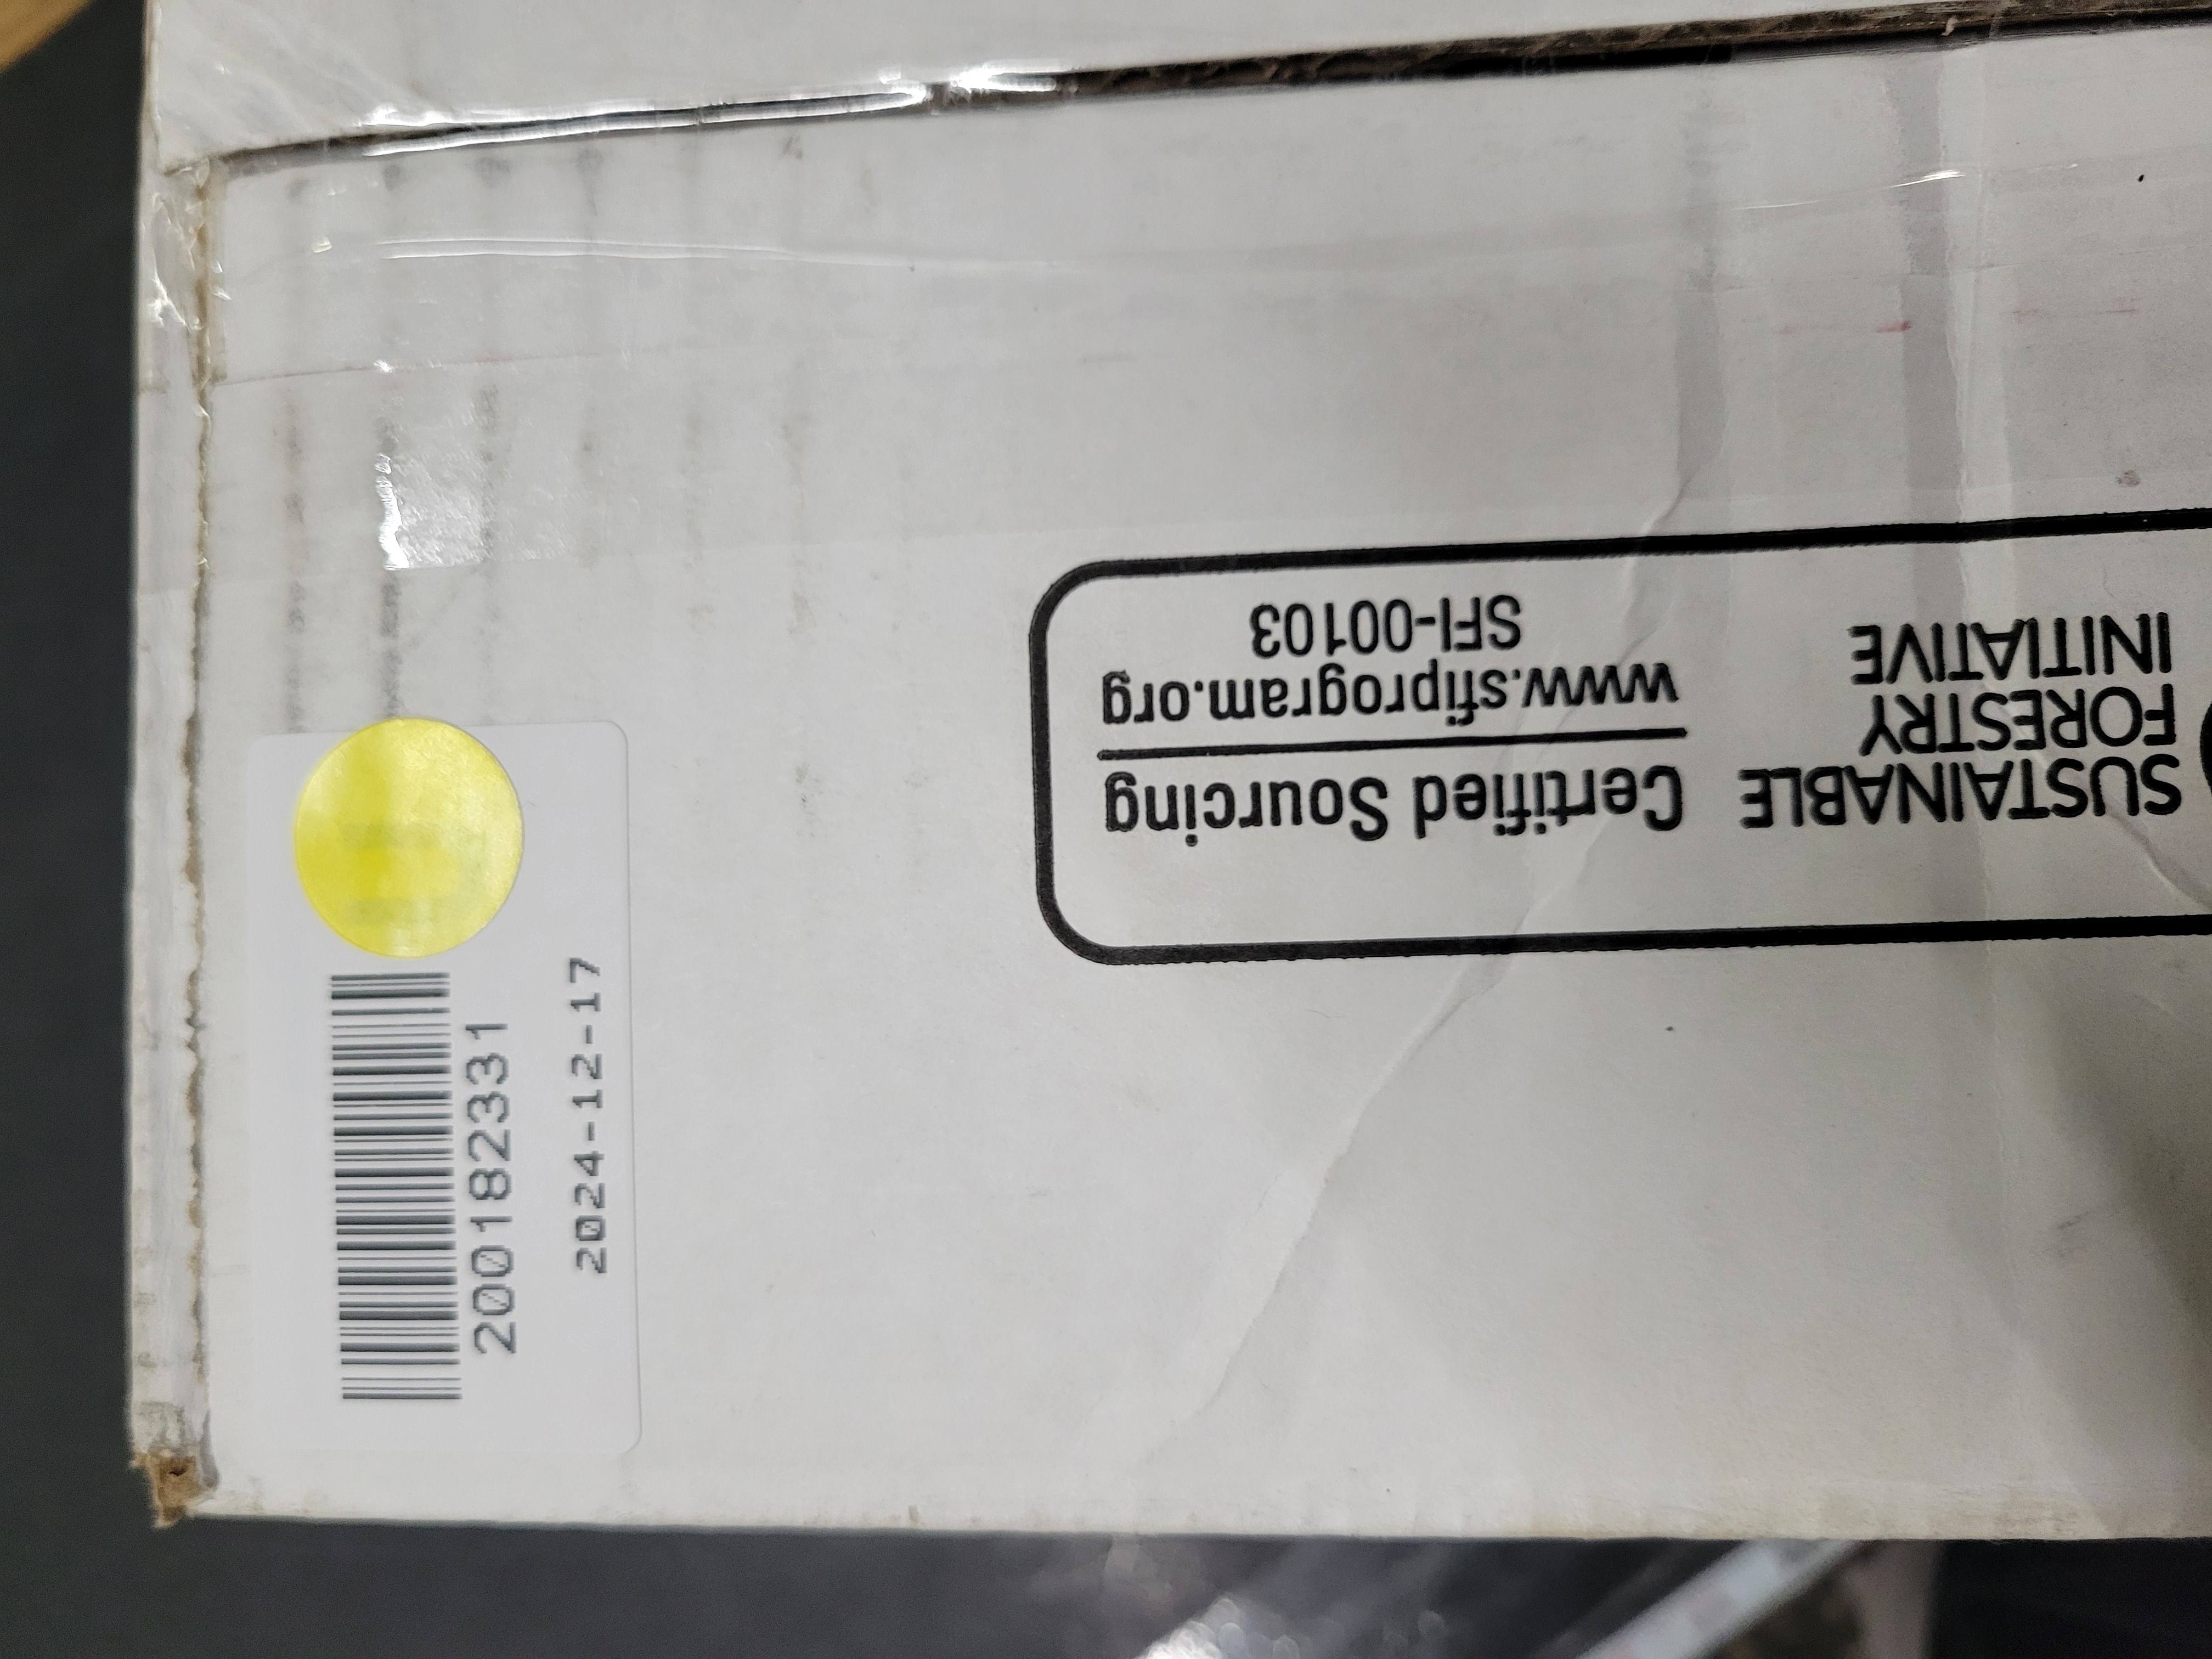 200182331
2024-12-17
SUSTAINABLE
FORESTRY
INITIATIVE
Certified Sourcing
www.sfiprogram.org
SFI-00103